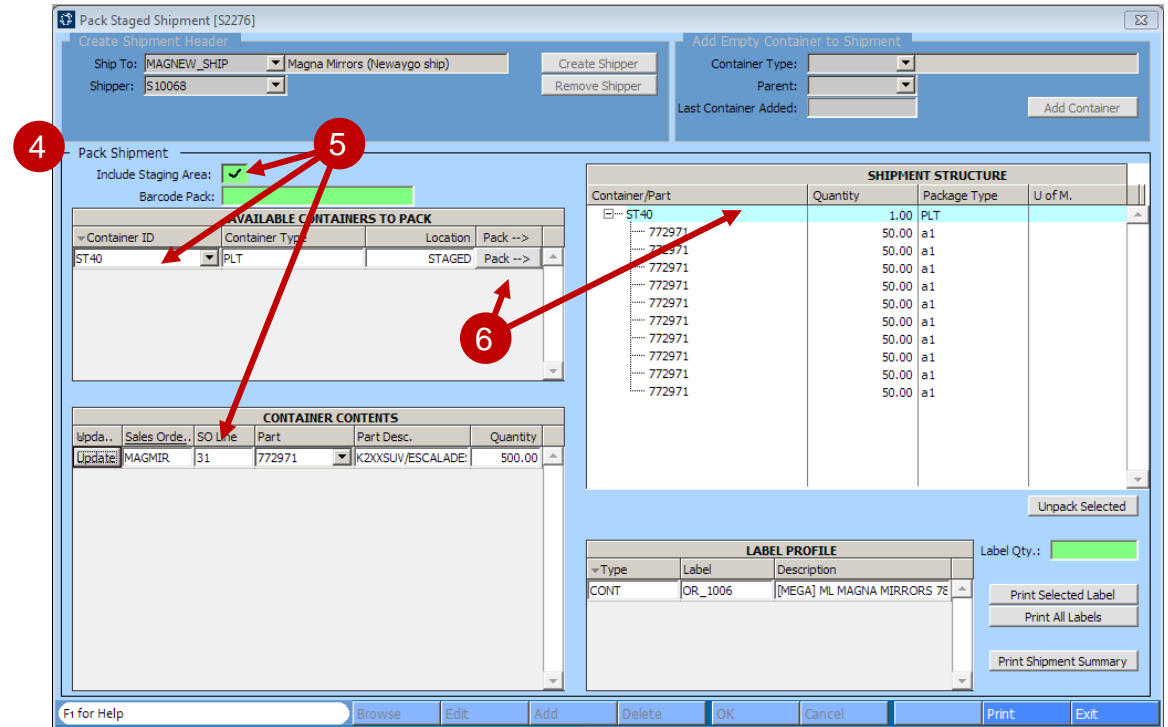 Pack Staged Shipment [S2276]
Create Shipment Header
Ship To: MAGNEW_SHIP Magna Mirrors (Newaygo ship) Create Shipper
Shipper: S10068 Remove Shipper
Add Empty Container to Shipment
Container Type:
Parent:
Last Container Added: Add Container
4 Pack Shipment 5
Include Staging Area:
Barcode Pack:
AVAILABLE CONTAINERS TO PACK
Container ID Container Type Location Pack -->
ST40 PLT STAGED Pack -->
6
CONTAINER CONTENTS
Upda.. Sales Orde.. SO Line Part Part Desc. Quantity
Update MAGMIR 31 772971 K2XXSUV/ESCALADE: 500.00
SHIPMENT STRUCTURE
Container/Part Quantity Package Type U of M.
ST40 1.00 PLT
772971 50.00 a1
772971 50.00 a1
772971 50.00 a1
772971 50.00 a1
772971 50.00 a1
772971 50.00 a1
772971 50.00 a1
772971 50.00 a1
772971 50.00 a1
772971 50.00 a1
Unpack Selected
LABEL PROFILE
Type Label Description
CONT OR_1006 [MEGA] ML MAGNA MIRRORS 78
Label Qty.:
Print Selected Label
Print All Labels
Print Shipment Summary
F1 for Help Browse Edit Add Delete OK Cancel Print Exit